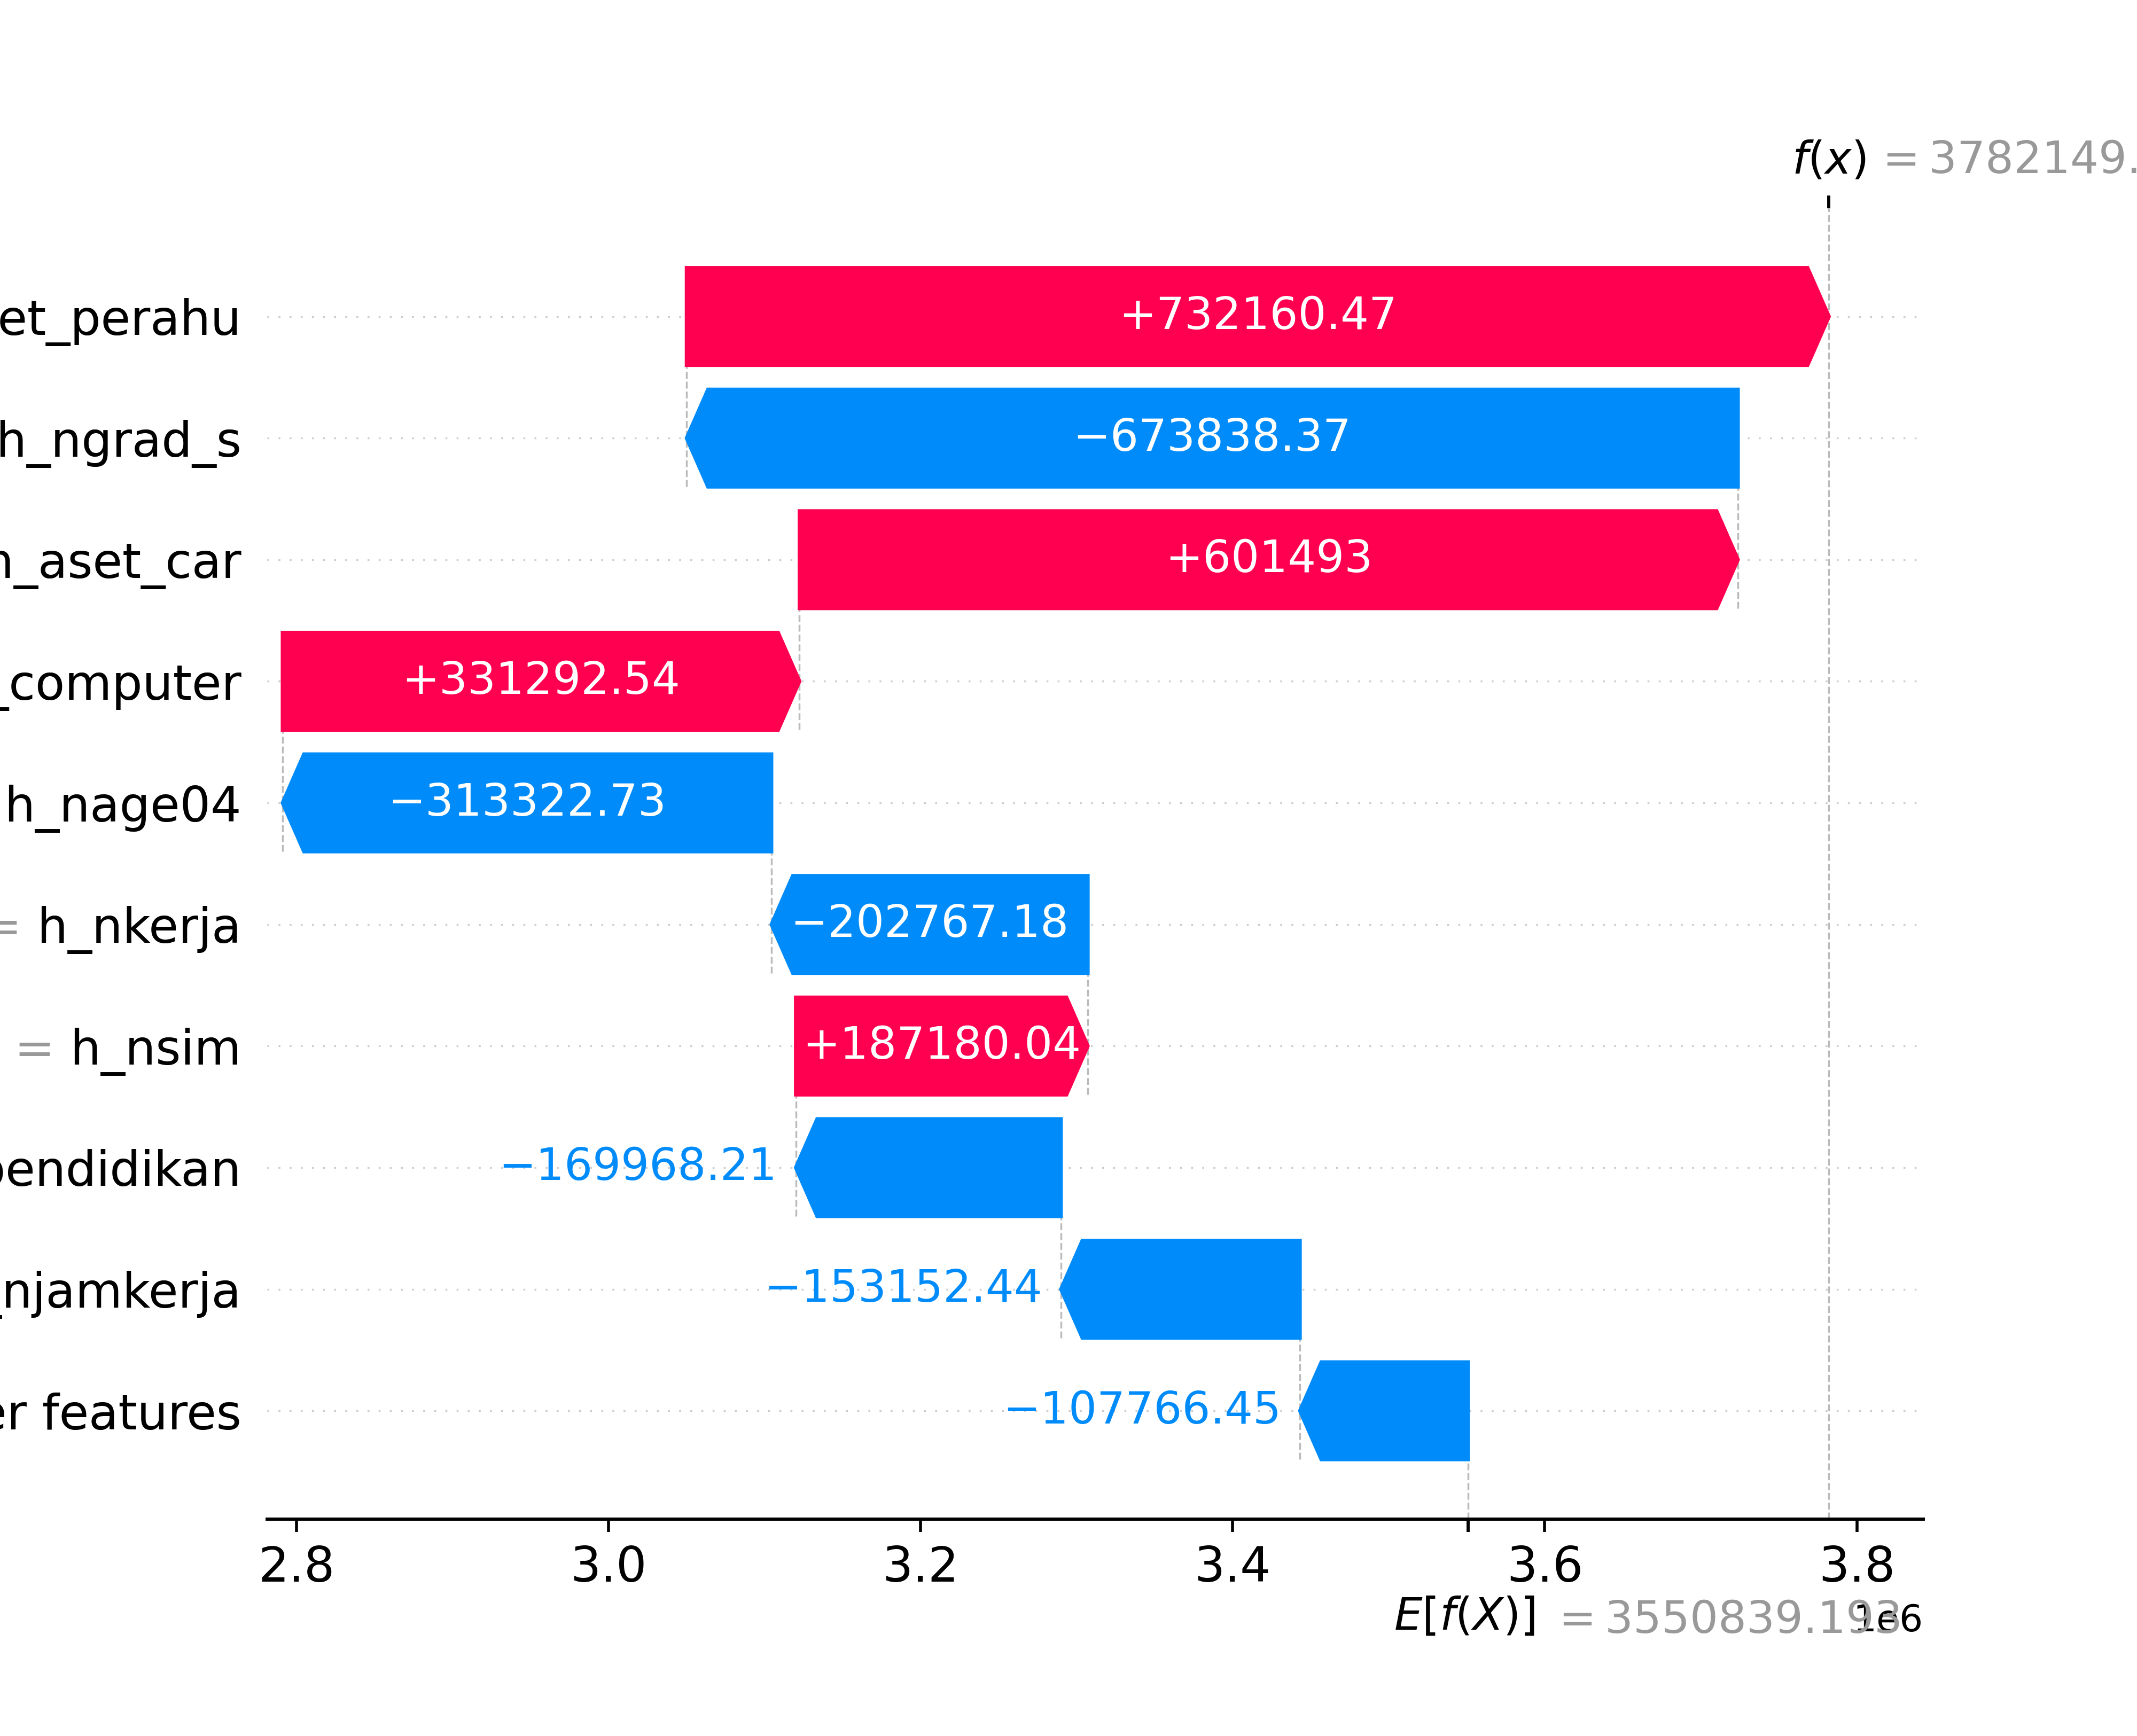 f(x) = 3782149.
et_perahu +732160.47
h_ngrad_s −673838.37
_aset_car +601493
_computer +331292.54
h_nage04 −313322.73
= h_nkerja −202767.18
= h_nsim +187180.04
endidikan −169968.21
njamkerja −153152.44
er features −107766.45
2.8 3.0 3.2 3.4 3.6 3.8
E[f(X)] = 3550839.193 1e6